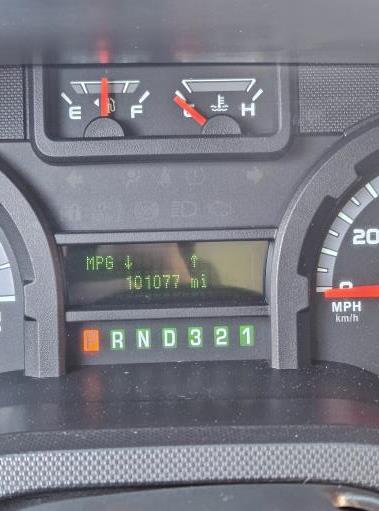 E F C H
20
MPG ↓ ↑
101077 mi
0
MPH
km/h
P R N D 3 2 1